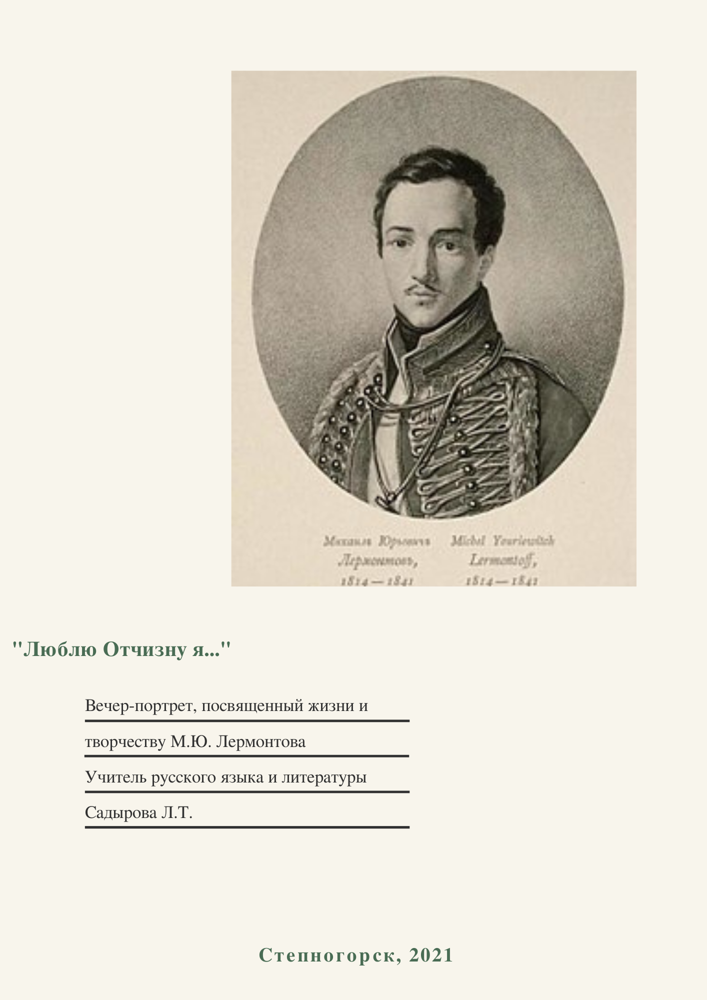 Михаилъ Юрьевичъ
Лермонтовъ,
1814—1841
Michel Youriewitch
Lermontoff,
1814—1841
"Люблю Отчизну я..."
Вечер-портрет, посвященный жизни и
творчеству М.Ю. Лермонтова
Учитель русского языка и литературы
Садырова Л.Т.
Степногорск, 2021